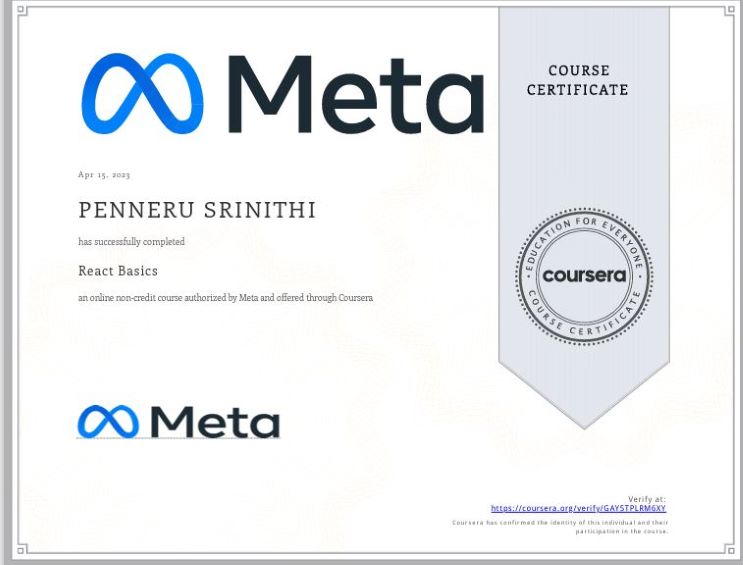 Meta
COURSE
CERTIFICATE
Apr 15, 2023
PENNERU SRINITHI
has successfully completed
React Basics
an online non-credit course authorized by Meta and offered through Coursera
EDUCATION FOR EVERYONE
coursera
COURSE CERTIFICATE
Meta
Verify at:
https://coursera.org/verify/GAY5TPLRM6XY
Coursera has confirmed the identity of this individual and their
participation in the course.